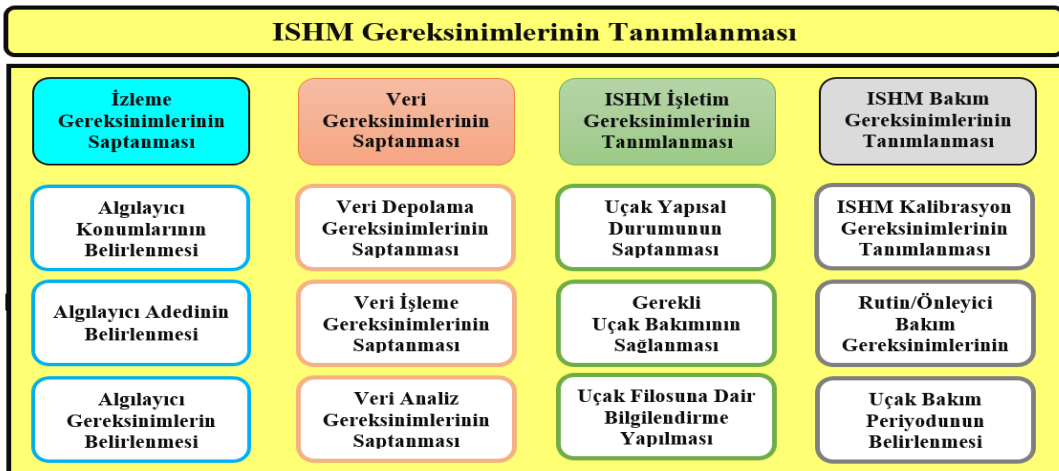 ISHM Gereksinimlerinin Tanımlanması
İzleme
Gereksinimlerinin
Saptanması
Algılayıcı
Konumlarının
Belirlenmesi
Algılayıcı Adedinin
Belirlenmesi
Algılayıcı
Gereksinimlerin
Belirlenmesi
Veri
Gereksinimlerinin
Saptanması
Veri Depolama
Gereksinimlerinin
Saptanması
Veri İşleme
Gereksinimlerinin
Saptanması
Veri Analiz
Gereksinimlerinin
Saptanması
ISHM İşletim
Gereksinimlerinin
Tanımlanması
Uçak Yapısal
Durumunun
Saptanması
Gerekli
Uçak Bakımının
Sağlanması
Uçak Filosuna Dair
Bilgilendirme
Yapılması
ISHM Bakım
Gereksinimlerinin
Tanımlanması
ISHM Kalibrasyon
Gereksinimlerinin
Tanımlanması
Rutin/Önleyici
Bakım
Gereksinimlerinin
Uçak Bakım
Periyodunun
Belirlenmesi